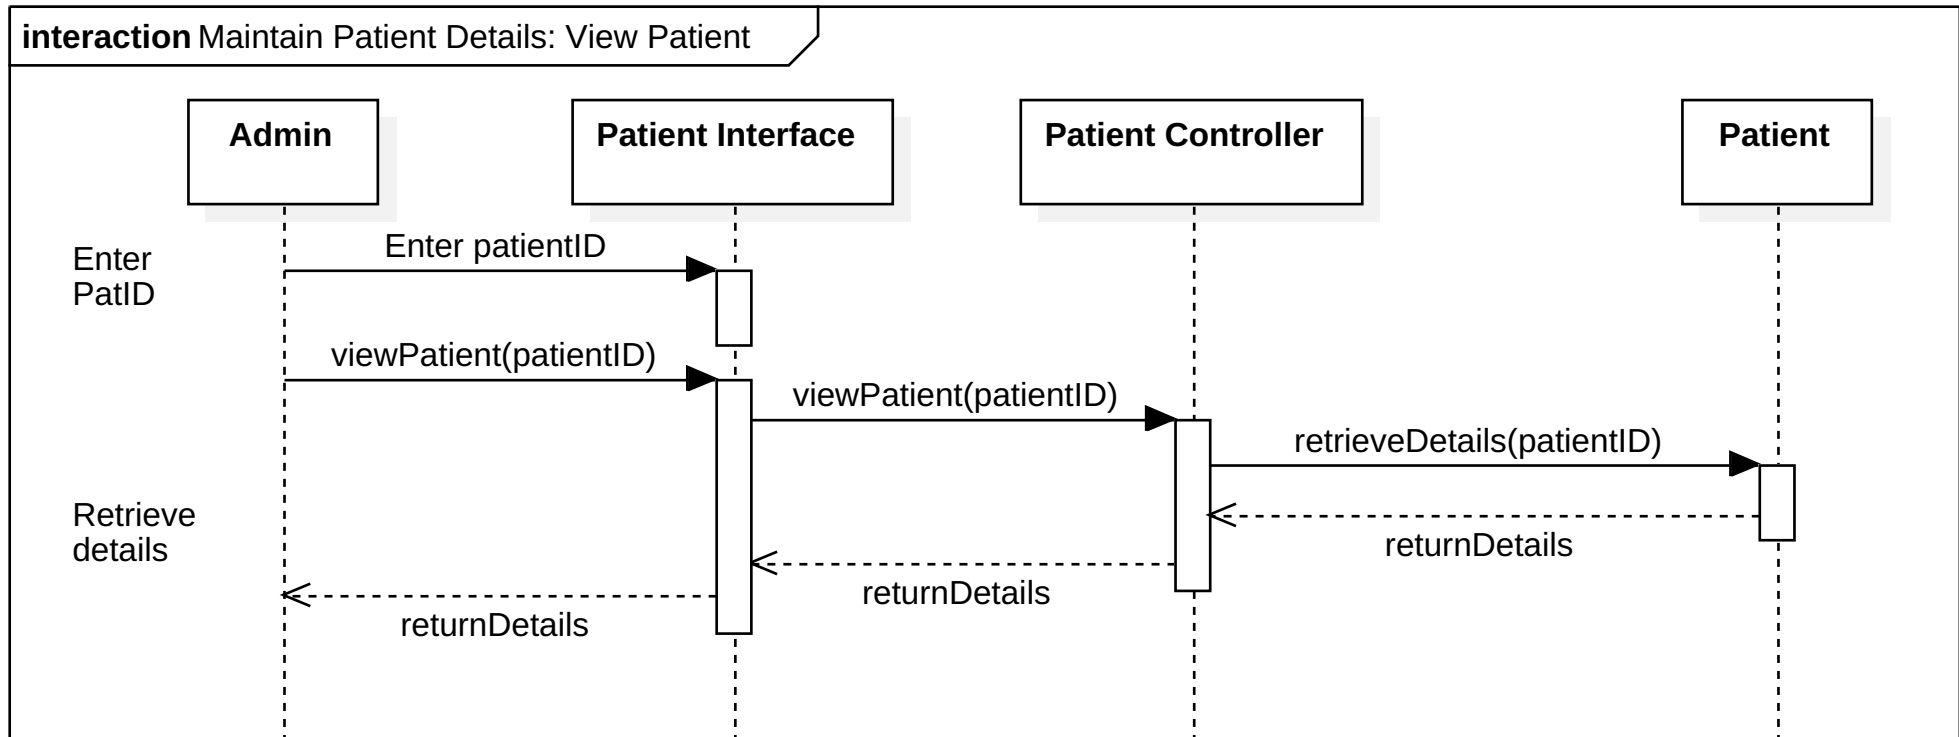 interaction Maintain Patient Details: View Patient
Admin
Patient Interface
Patient Controller
Patient
Enter
PatID
Enter patientID
viewPatient(patientID)
viewPatient(patientID)
retrieveDetails(patientID)
Retrieve
details
returnDetails
returnDetails
returnDetails